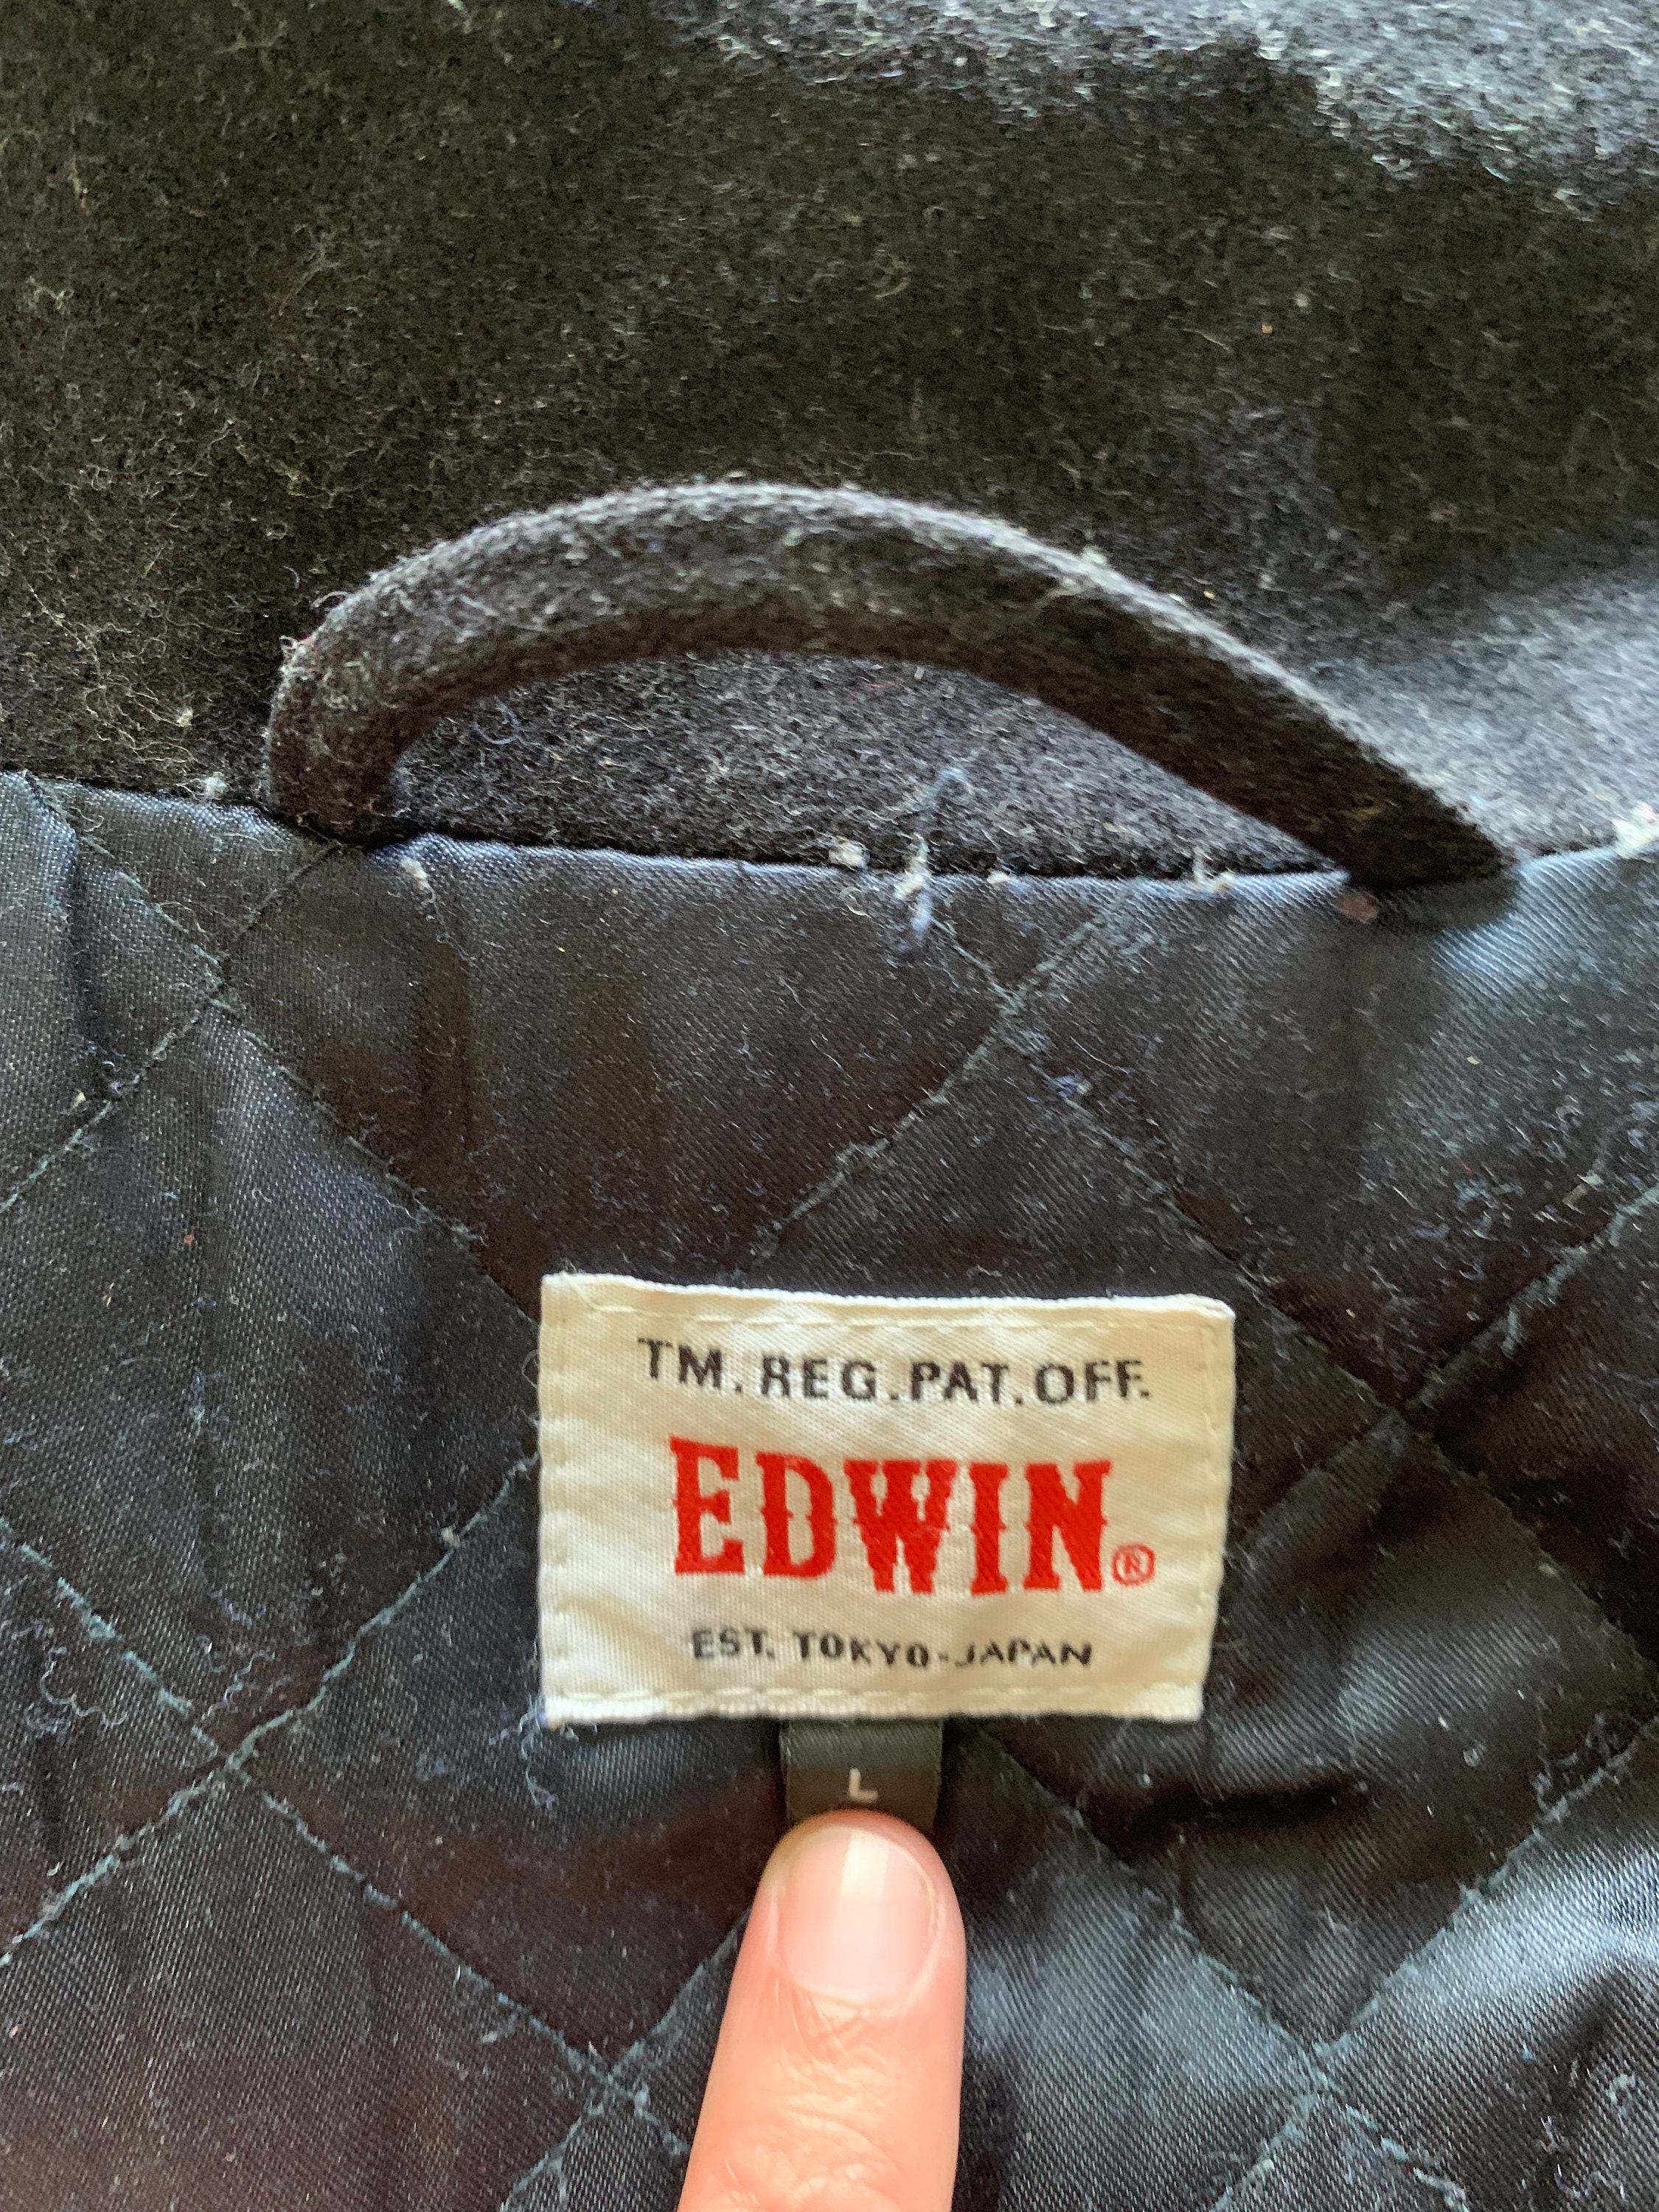 TM. REG. PAT. OFF.
EDWIN®
EST. TOKYO-JAPAN
L